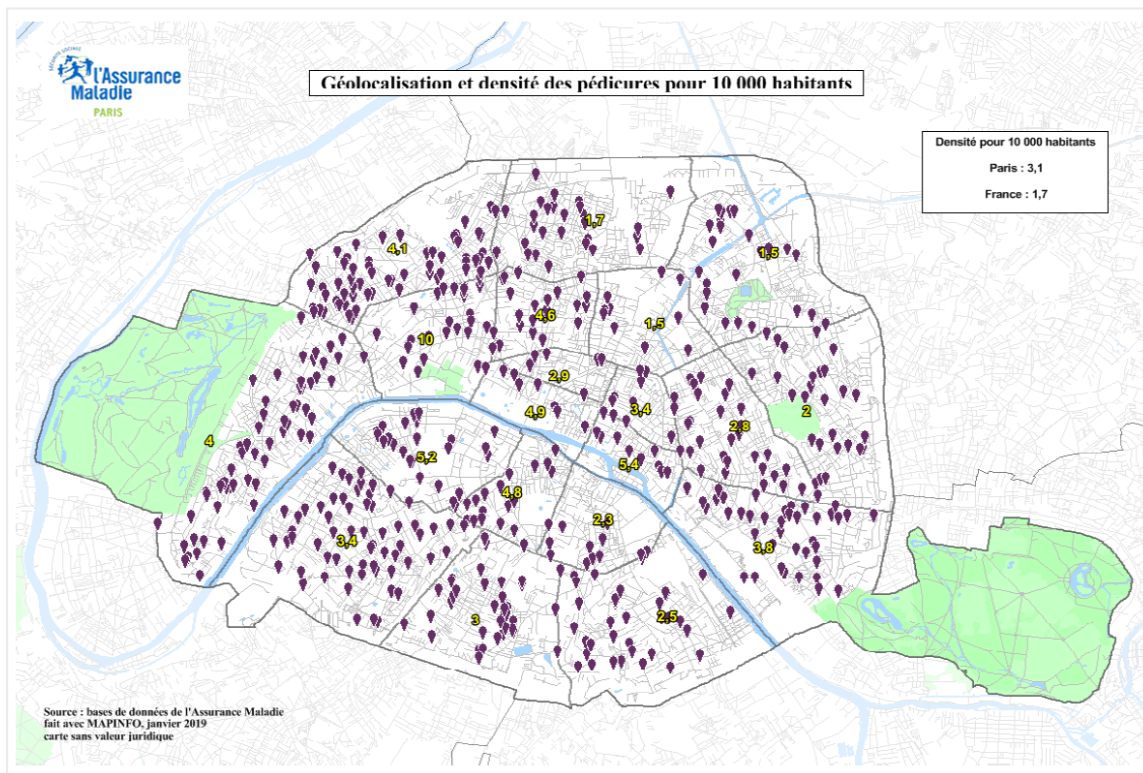 SÉCURITÉ SOCIALE
l'Assurance
Maladie
PARIS
Géolocalisation et densité des pédicures pour 10 000 habitants
Densité pour 10 000 habitants
Paris : 3,1
France : 1,7
1,7
4,1
1,5
4,6
1,5
10
2,9
4,9
3,4
2
2,8
4
5,2
5,4
4,8
2,3
3,4
3,8
3
2,5
Source : bases de données de l'Assurance Maladie
fait avec MAPINFO, janvier 2019
carte sans valeur juridique